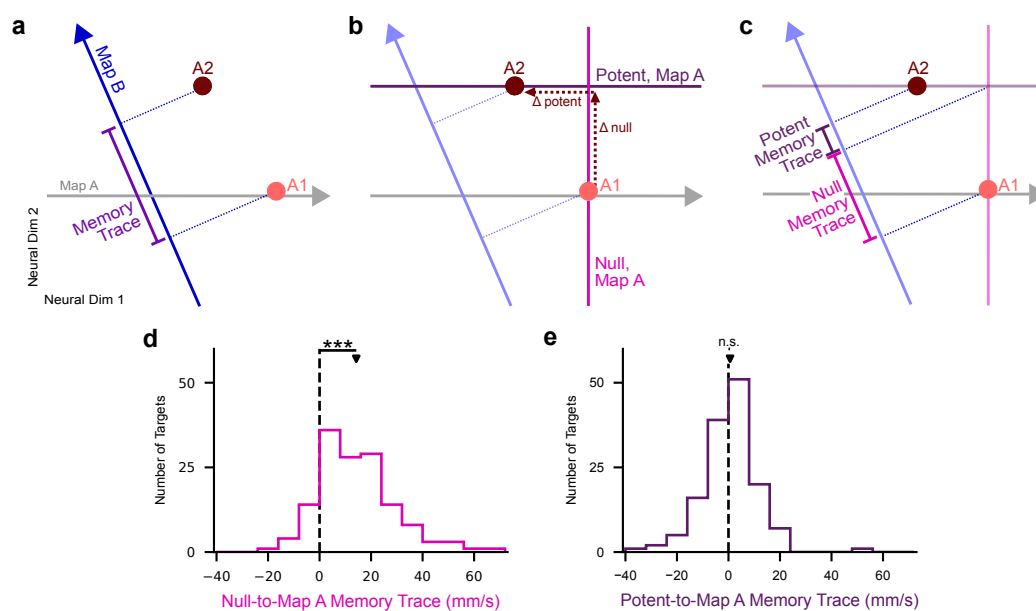 a
Map B
A2
Map A
A1
Memory
Trace
Neural Dim 2
Neural Dim 1
b
A2
Potent, Map A
Δ potent
Δ null
A1
Null,
Map A
c
A2
Potent
Memory
Trace
A1
Null
Memory
Trace
d
***
Number of Targets
50
25
0
−40
−20
0
20
40
60
Null-to-Map A Memory Trace (mm/s)
e
n.s.
Number of Targets
50
25
0
−40
−20
0
20
40
60
Potent-to-Map A Memory Trace (mm/s)